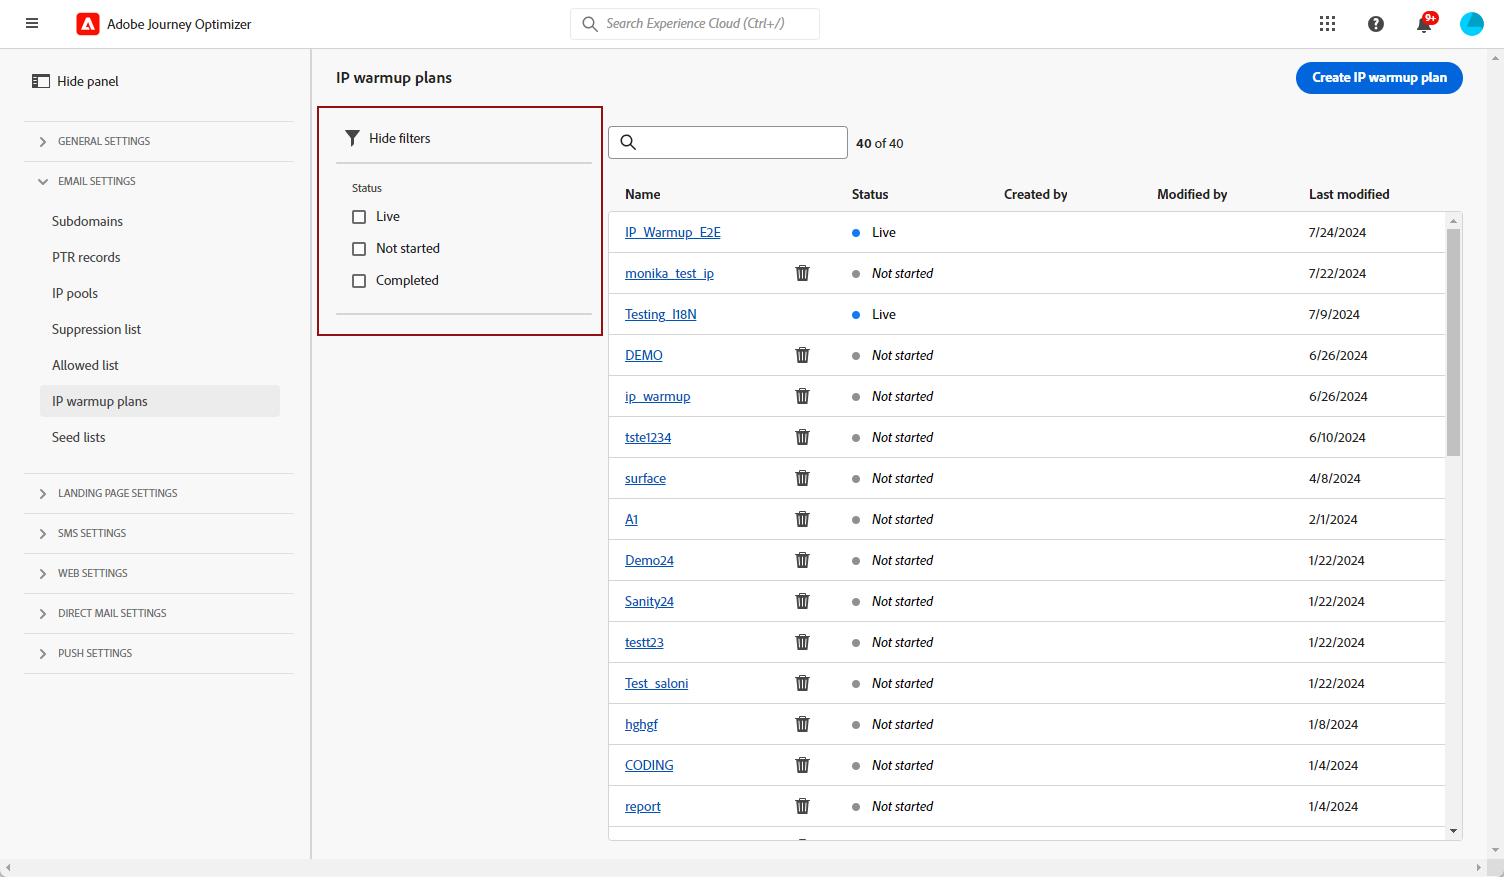 Adobe Journey Optimizer
Search Experience Cloud (Ctrl+/)
9+
Hide panel
GENERAL SETTINGS
EMAIL SETTINGS
Subdomains
PTR records
IP pools
Suppression list
Allowed list
IP warmup plans
Seed lists
LANDING PAGE SETTINGS
SMS SETTINGS
WEB SETTINGS
DIRECT MAIL SETTINGS
PUSH SETTINGS
IP warmup plans
Create IP warmup plan
Hide filters
Status
Live
Not started
Completed
40 of 40
Name Status Created by Modified by Last modified
IP_Warmup_E2E Live 7/24/2024
monika_test_ip Not started 7/22/2024
Testing_I18N Live 7/9/2024
DEMO Not started 6/26/2024
ip_warmup Not started 6/26/2024
tste1234 Not started 6/10/2024
surface Not started 4/8/2024
A1 Not started 2/1/2024
Demo24 Not started 1/22/2024
Sanity24 Not started 1/22/2024
testt23 Not started 1/22/2024
Test_saloni Not started 1/22/2024
hghgf Not started 1/8/2024
CODING Not started 1/4/2024
report Not started 1/4/2024